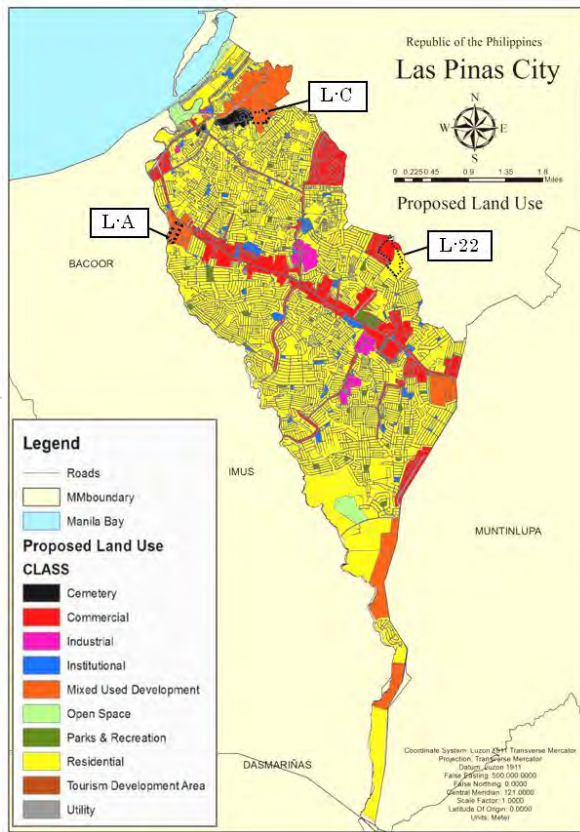 Republic of the Philippines
Las Pinas City
N
W E
S
0 0.225 0.45 0.9 1.35 1.8
Miles
Proposed Land Use
L·C
L·A
L·22
BACOOR
IMUS
MUNTINLUPA
DASMARIÑAS
Legend
Roads
MMboundary
Manila Bay
Proposed Land Use
CLASS
Cemetery
Commercial
Industrial
Institutional
Mixed Used Development
Open Space
Parks & Recreation
Residential
Tourism Development Area
Utility
Coordinate System: Luzon 1911 Transverse Mercator
Projection: Transverse Mercator
Datum: Luzon 1911
False Easting: 500,000.0000
False Northing: 0.0000
Central Meridian: 121.0000
Scale Factor: 1.0000
Latitude Of Origin: 0.0000
Units: Meter